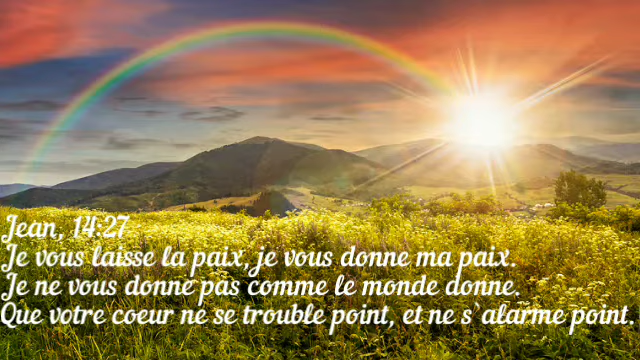 Jean, 14:27
Je vous laisse la paix, je vous donne ma paix.
Je ne vous donne pas comme le monde donne.
Que votre coeur ne se trouble point, et ne s`alarme point.